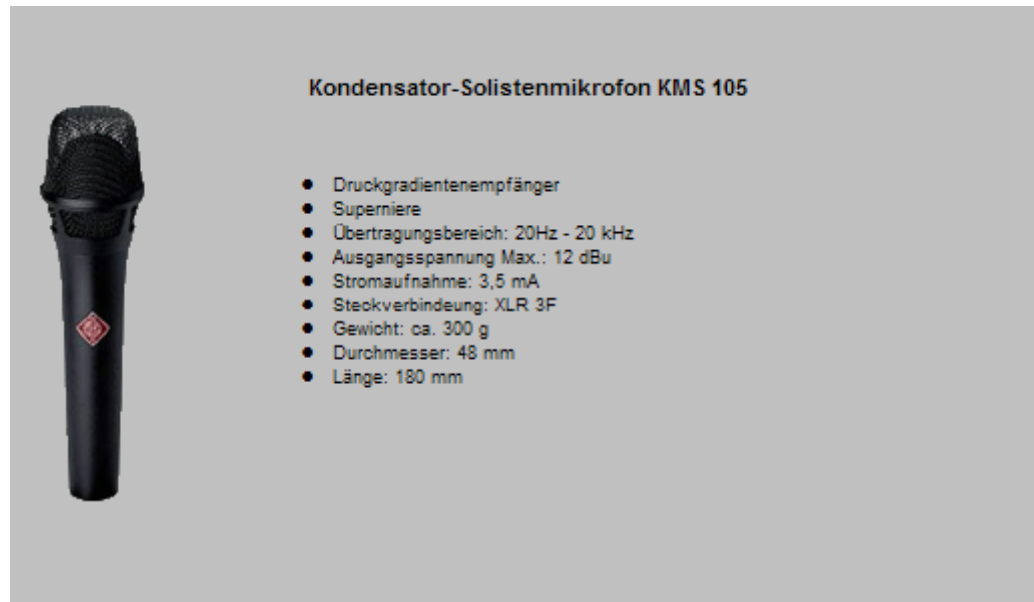 Kondensator-Solistenmikrofon KMS 105
Druckgradientenempfänger
Superniere
Übertragungsbereich: 20Hz - 20 kHz
Ausgangsspannung Max.: 12 dBu
Stromaufnahme: 3,5 mA
Steckverbindeung: XLR 3F
Gewicht: ca. 300 g
Durchmesser: 48 mm
Länge: 180 mm